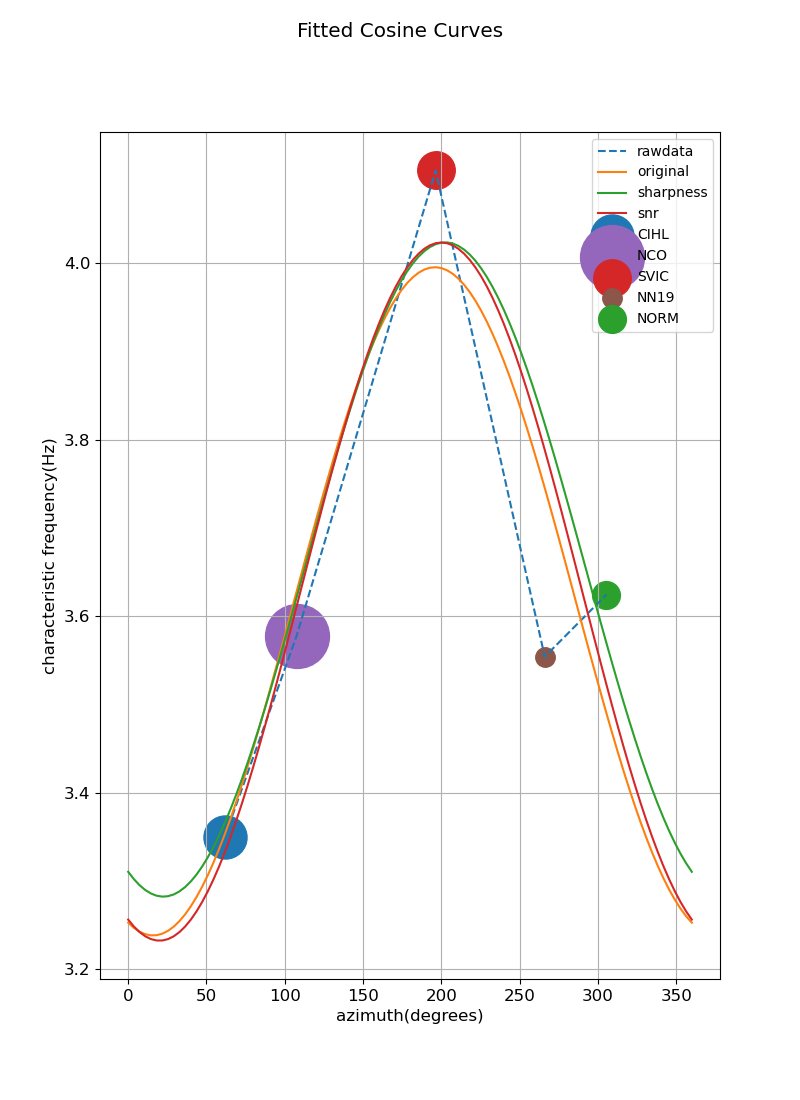 Fitted Cosine Curves
rawdata
original
sharpness
snr
CIHL
NCO
SVIC
NN19
NORM
characteristic frequency(Hz)
4.0
3.8
3.6
3.4
3.2
0 50 100 150 200 250 300 350
azimuth(degrees)